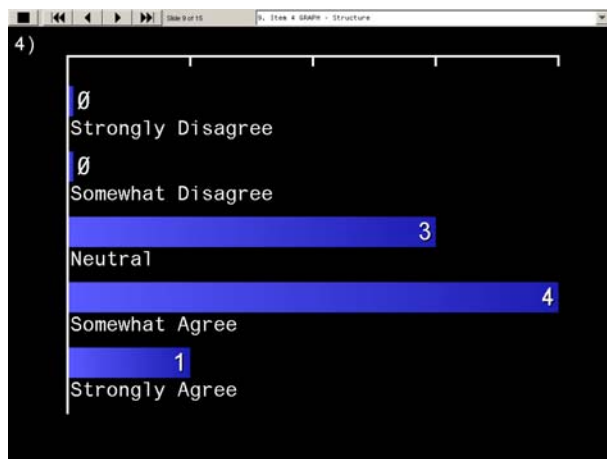 Slide 9 of 15
9. Item 4 GRAPH - Structure
4)
0
Strongly Disagree
0
Somewhat Disagree
3
Neutral
4
Somewhat Agree
1
Strongly Agree